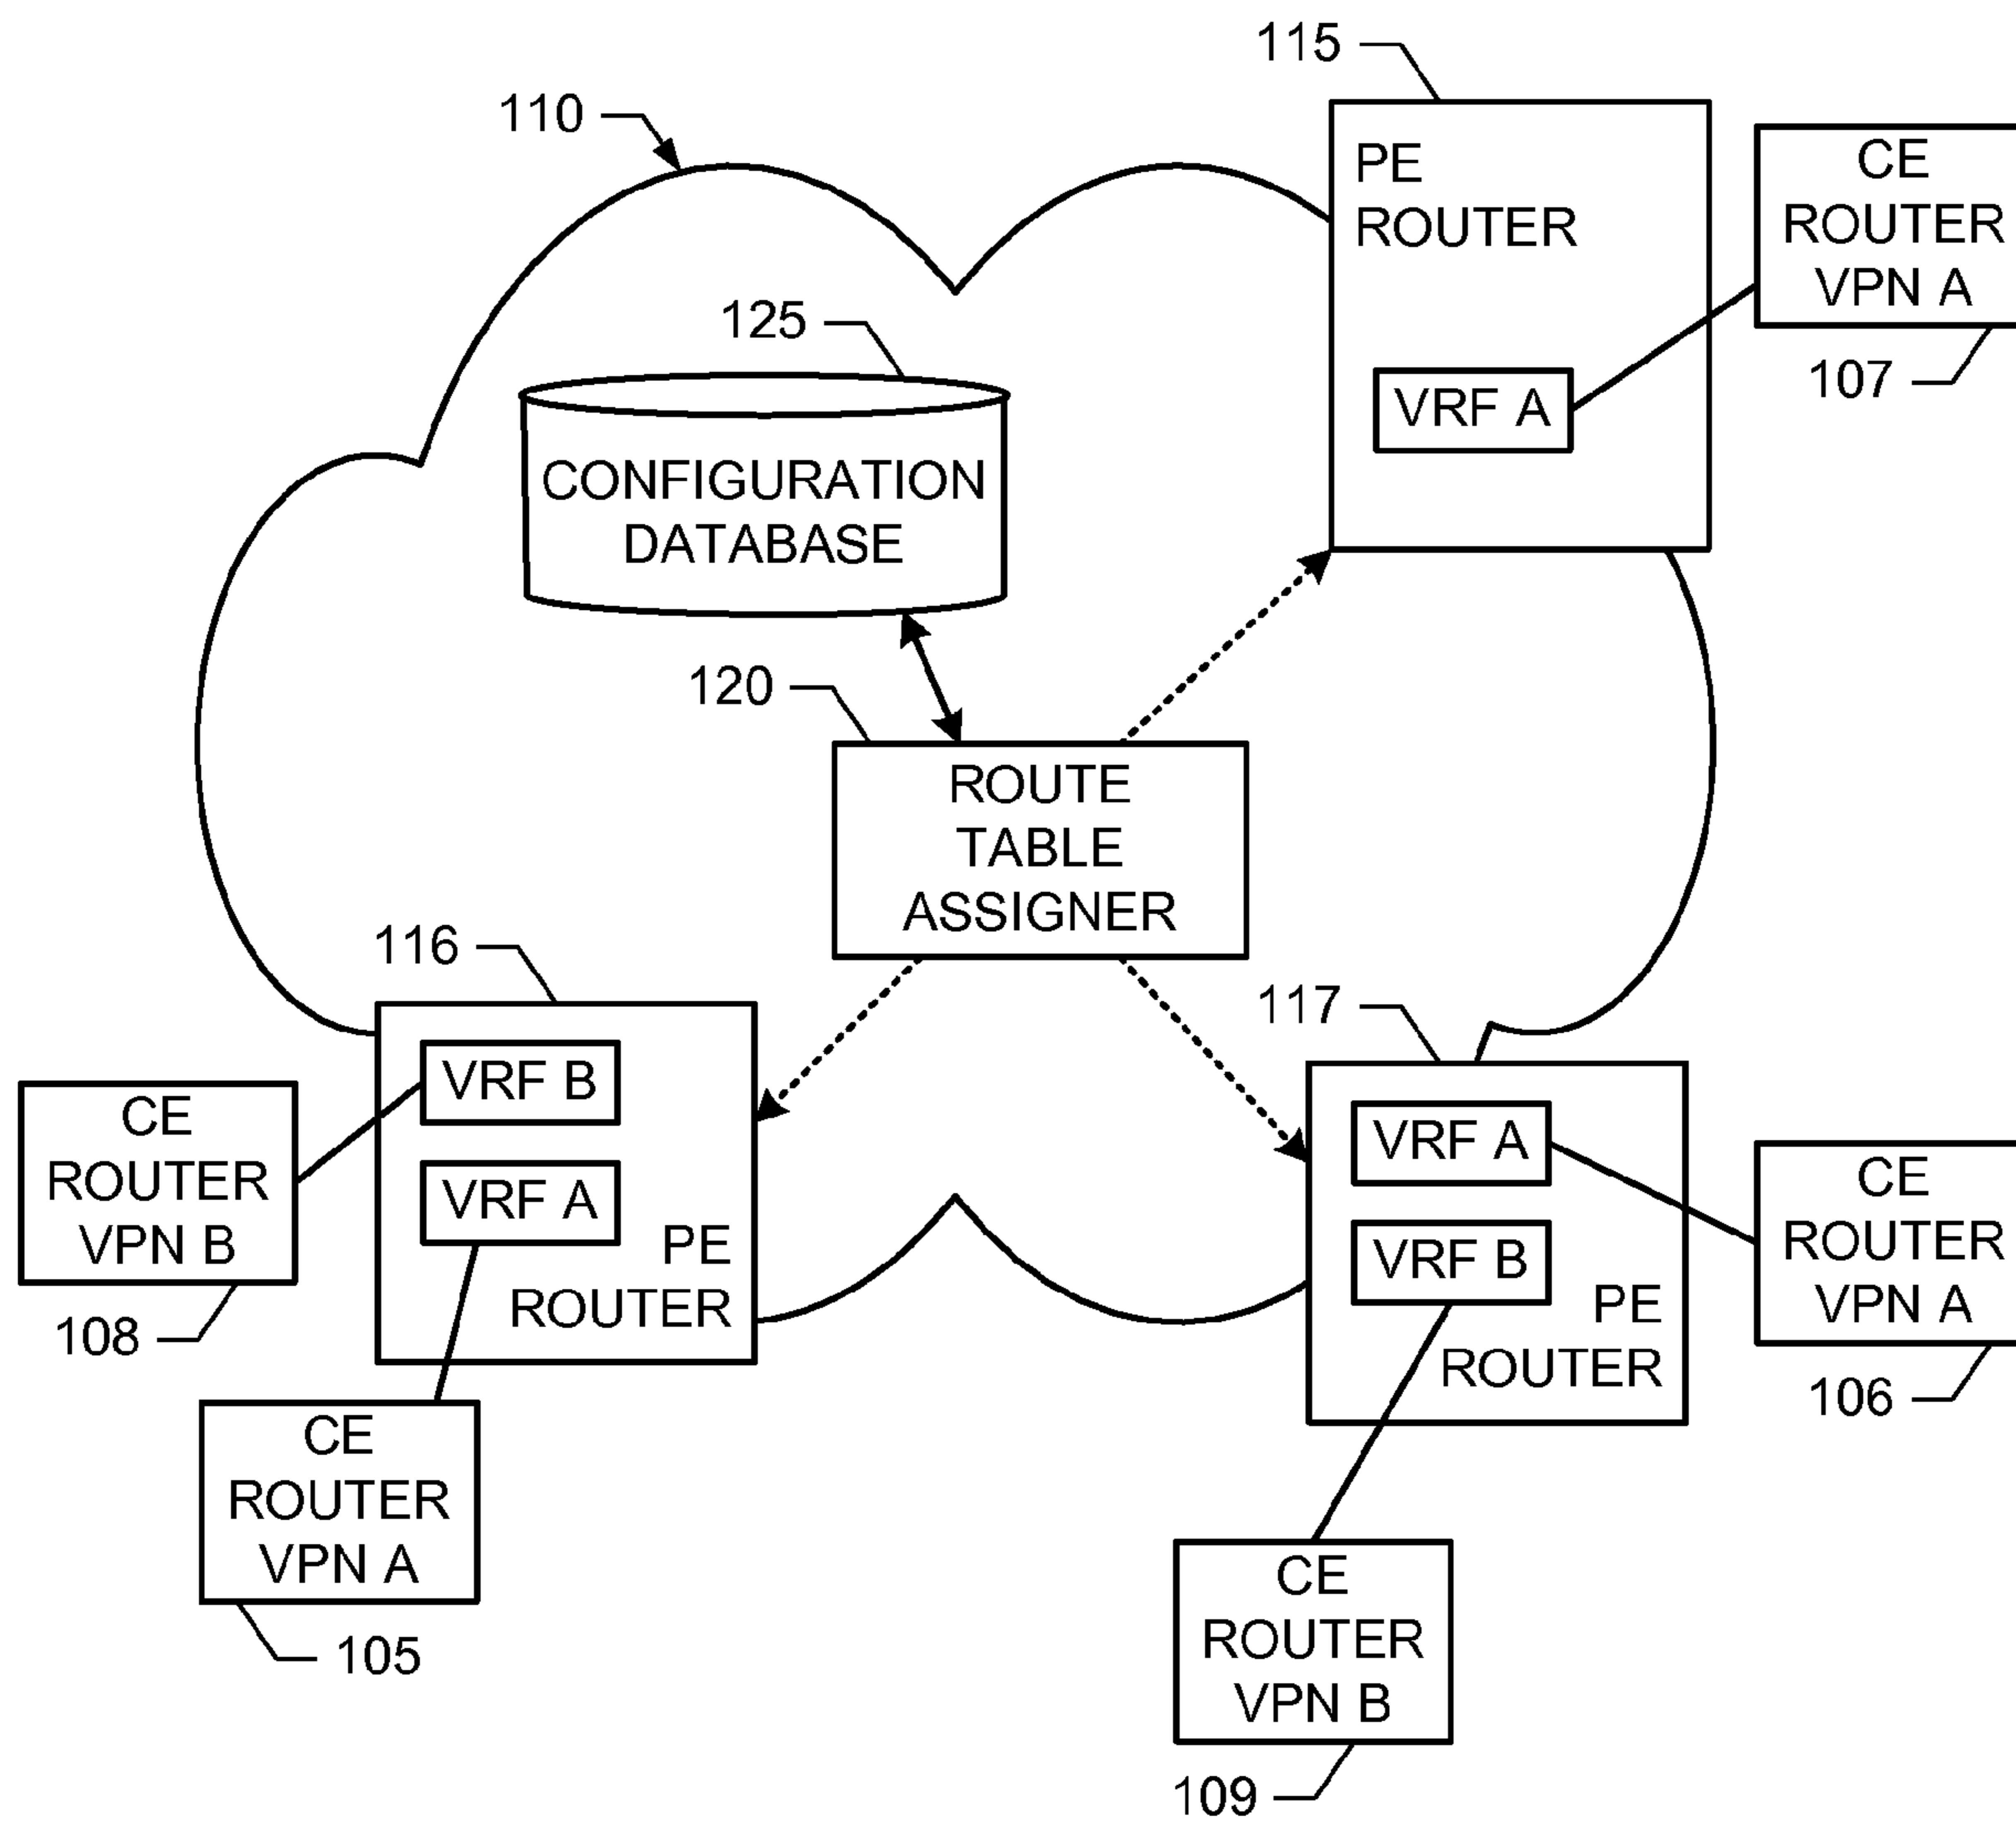 115
110
PE
ROUTER
CE
ROUTER
VPN A
107
VRF A
125
CONFIGURATION
DATABASE
120
ROUTE
TABLE
ASSIGNER
116
VRF B
VRF A
PE
ROUTER
CE
ROUTER
VPN B
108
117
VRF A
VRF B
PE
ROUTER
CE
ROUTER
VPN A
106
CE
ROUTER
VPN A
105
CE
ROUTER
VPN B
109